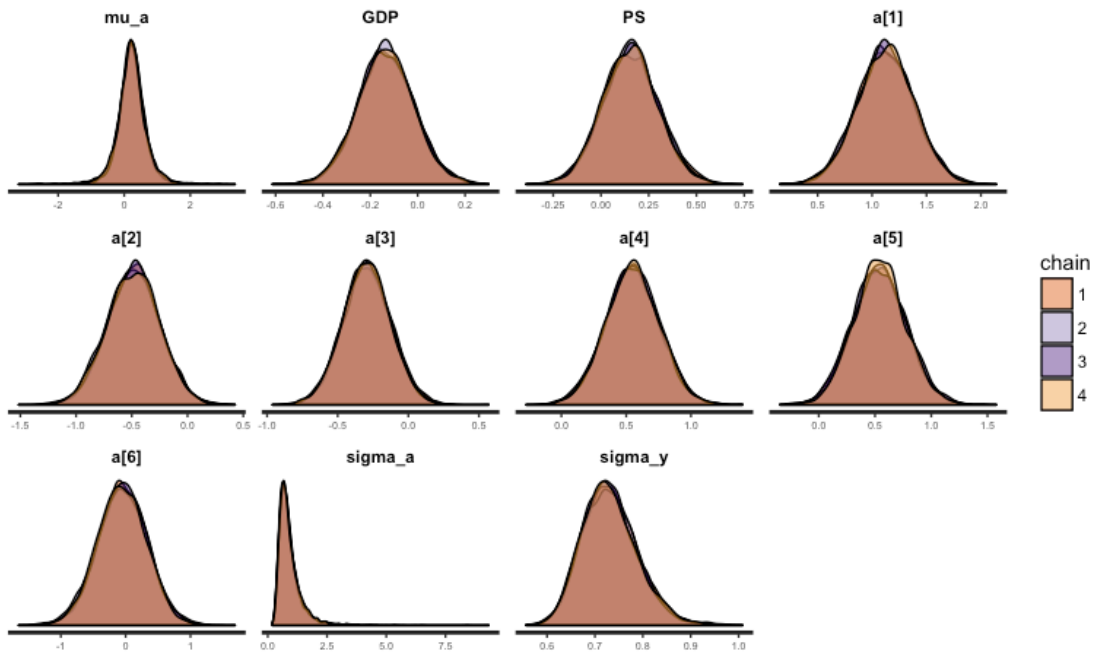 mu_a GDP PS a[1]
-2 0 2 -0.6 -0.4 -0.2 0.0 0.2 -0.25 0.00 0.25 0.50 0.75 0.5 1.0 1.5 2.0
a[2] a[3] a[4] a[5]
-1.5 -1.0 -0.5 0.0 0.5 -1.0 -0.5 0.0 0.5 0.0 0.5 1.0 0.0 0.5 1.0 1.5
chain
1
2
3
4
a[6] sigma_a sigma_y
-1 0 1 0.0 2.5 5.0 7.5 0.6 0.7 0.8 0.9 1.0